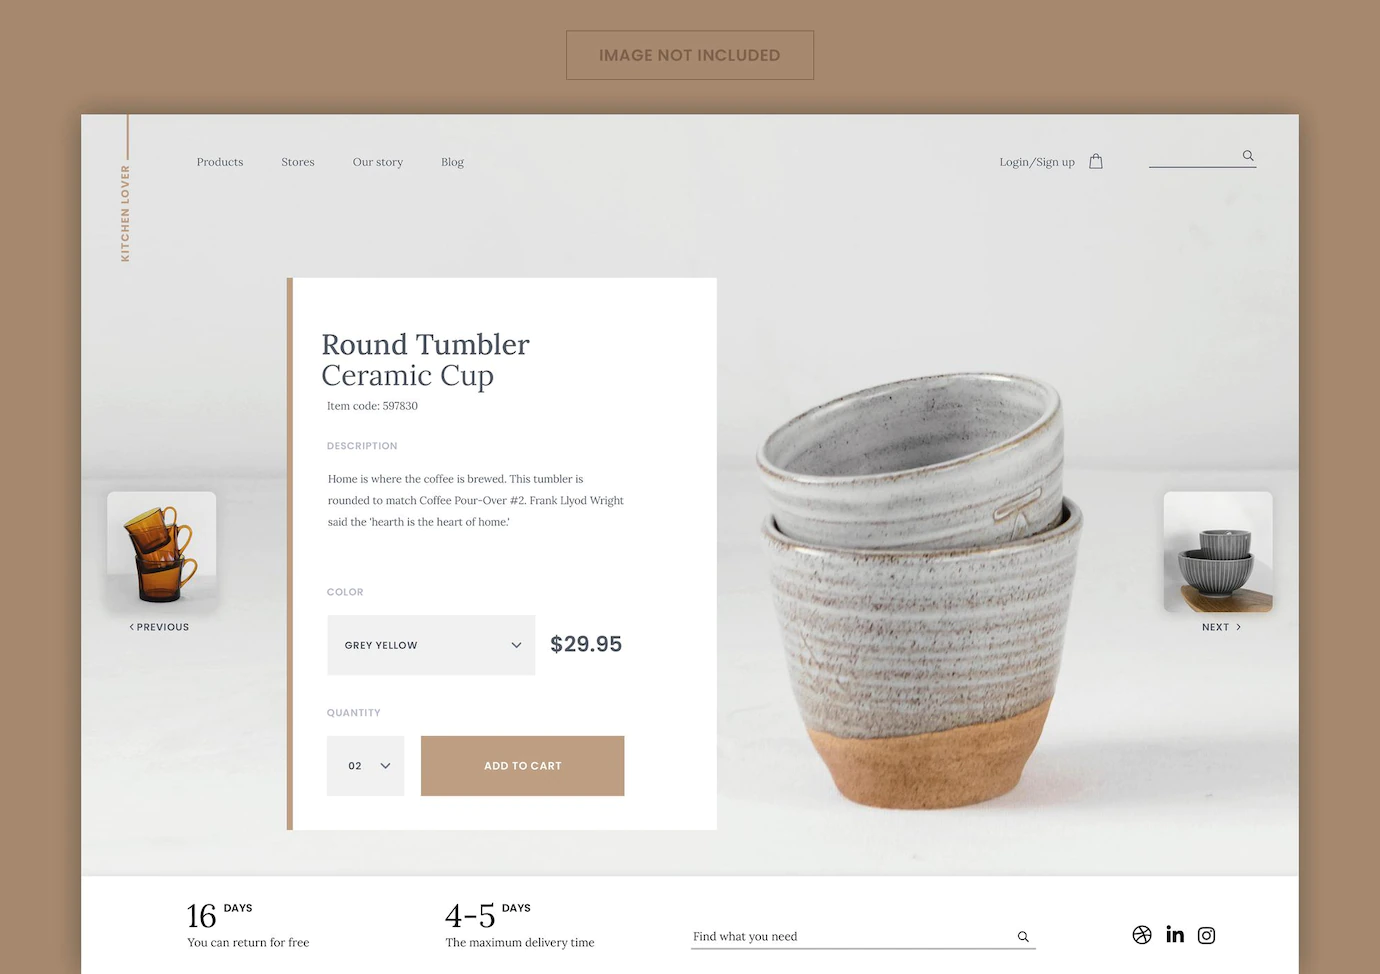 IMAGE NOT INCLUDED
KITCHEN LOVER
Products
Stores
Our story
Blog
Login/Sign up
Round Tumbler
Ceramic Cup
Item code: 597830
DESCRIPTION
Home is where the coffee is brewed. This tumbler is
rounded to match Coffee Pour-Over #2. Frank Llyod Wright
said the 'hearth is the heart of home.'
COLOR
GREY YELLOW
$29.95
QUANTITY
02
ADD TO CART
< PREVIOUS
NEXT >
16 DAYS
You can return for free
4-5 DAYS
The maximum delivery time
Find what you need
in